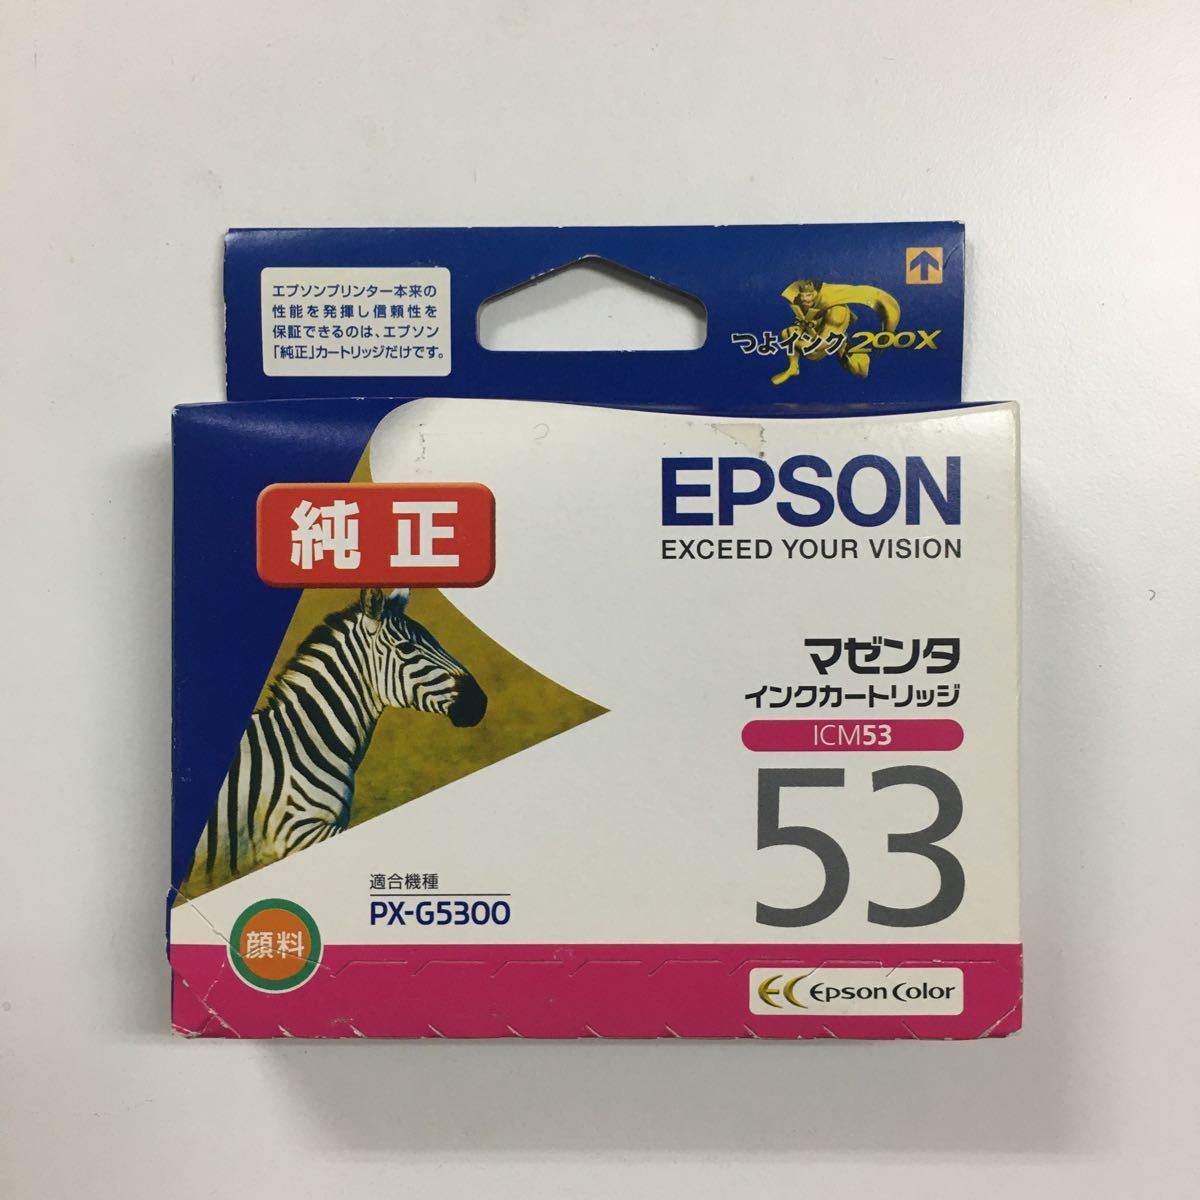 エプソンプリンター本来の
性能を発揮し信頼性を
保証できるのは、エプソン
「純正」カートリッジだけです。
つよインク200X
純正
EPSON
EXCEED YOUR VISION
マゼンタ
インクカートリッジ
ICM53
53
適合機種
PX-G5300
顔料
EC Epson Color